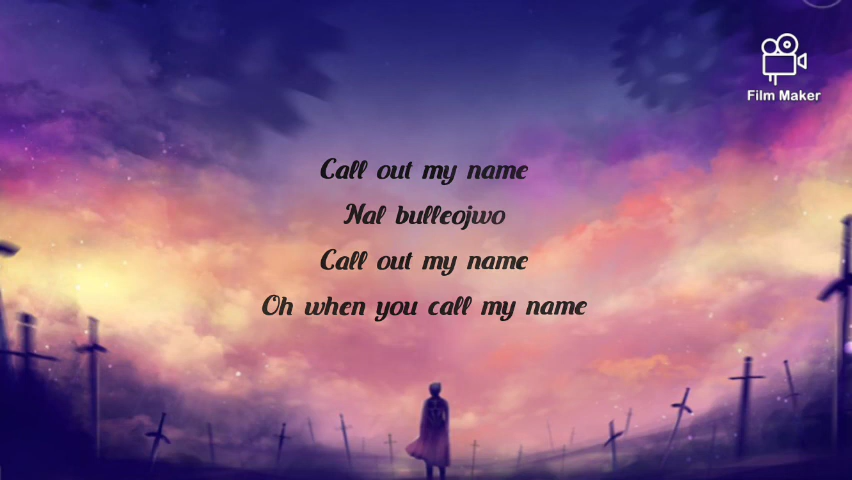 Film Maker
Call out my name
Nal bulleojwo
Call out my name
Oh when you call my name